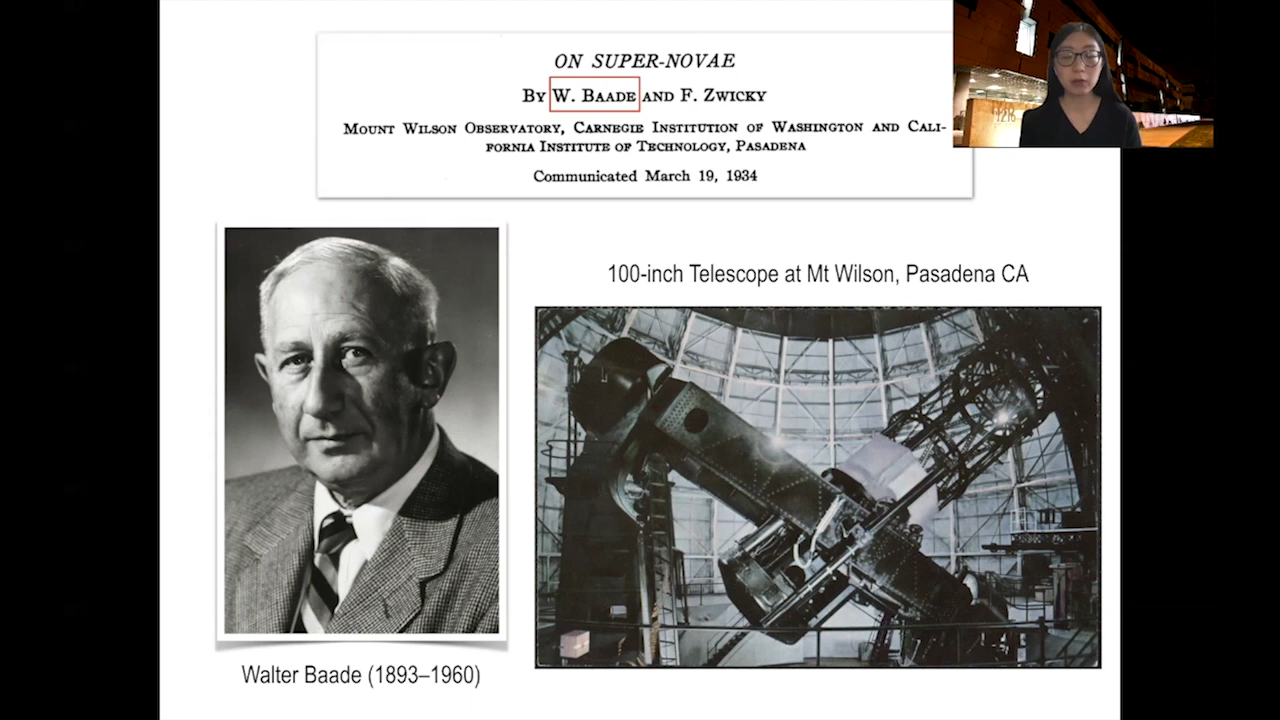 ON SUPER-NOVAE
BY W. BAADE AND F. ZWICKY
MOUNT WILSON OBSERVATORY, CARNEGIE INSTITUTION OF WASHINGTON AND CALI-
FORNIA INSTITUTE OF TECHNOLOGY, PASADENA
Communicated March 19, 1934
1216
100-inch Telescope at Mt Wilson, Pasadena CA
Walter Baade (1893–1960)